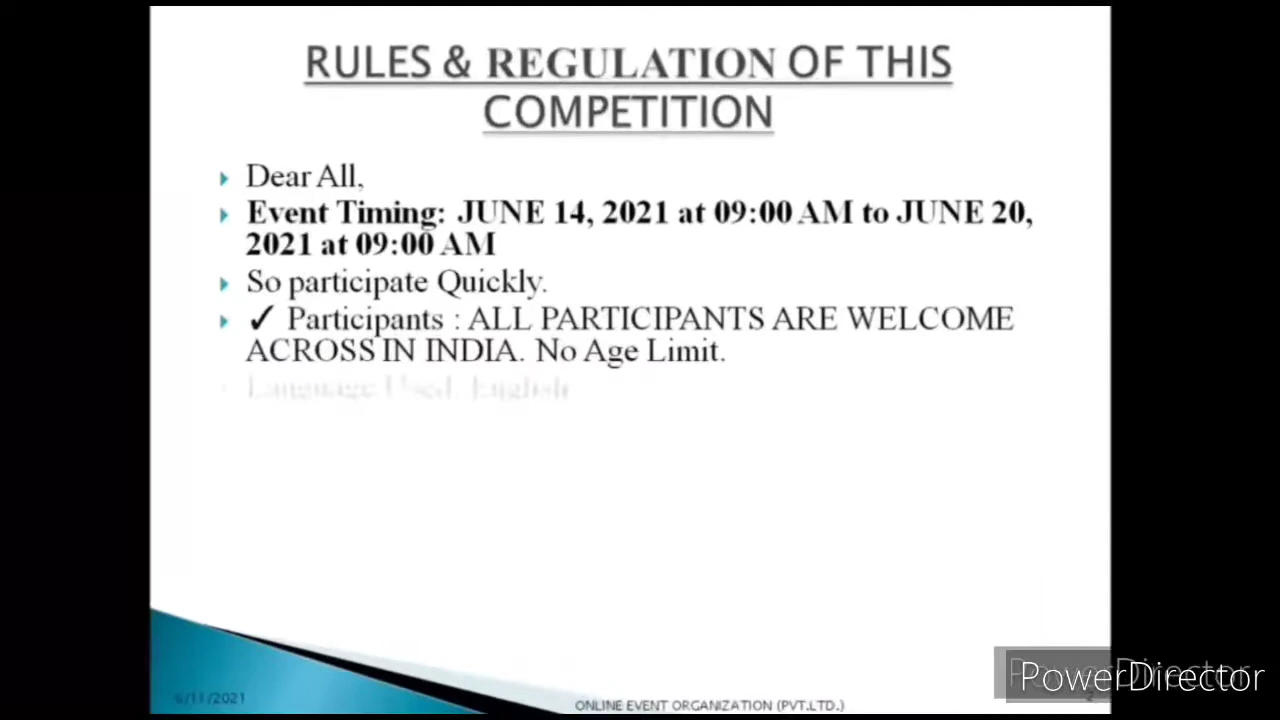 RULES & REGULATION OF THIS
COMPETITION
Dear All,
Event Timing: JUNE 14, 2021 at 09:00 AM to JUNE 20,
2021 at 09:00 AM
So participate Quickly.
✓ Participants : ALL PARTICIPANTS ARE WELCOME
ACROSS IN INDIA. No Age Limit.
Language Used: English
6/11/2021
ONLINE EVENT ORGANIZATION (PVT.LTD.)
2
PowerDirector
PowerDirector